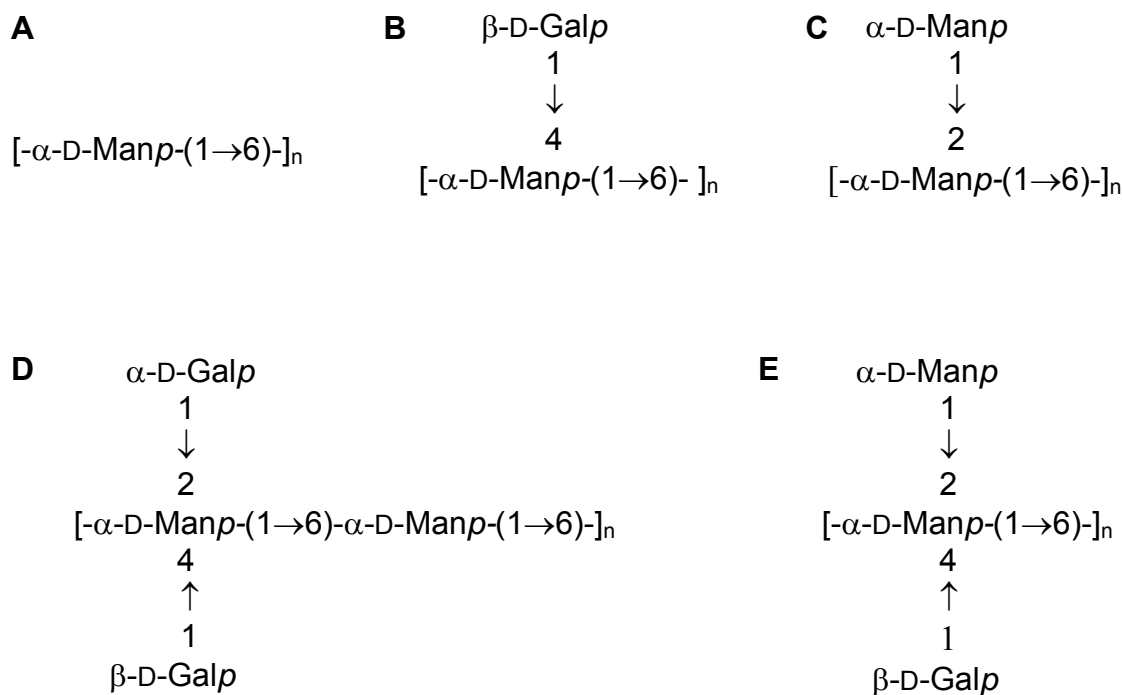 A
[-α-D-Manp-(1→6)-]n
B
β-D-Galp
1
↓
4
[-α-D-Manp-(1→6)- ]n
C
α-D-Manp
1
↓
2
[-α-D-Manp-(1→6)-]n
D
α-D-Galp
1
↓
2
[-α-D-Manp-(1→6)-α-D-Manp-(1→6)-]n
4
↑
1
β-D-Galp
E
α-D-Manp
1
↓
2
[-α-D-Manp-(1→6)-]n
4
↑
1
β-D-Galp